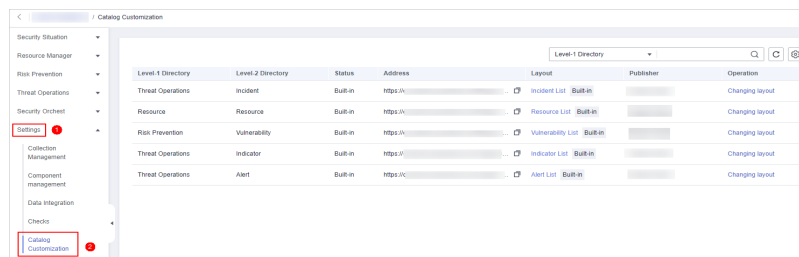 / Catalog Customization
Security Situation
Resource Manager
Risk Prevention
Threat Operations
Security Orchest
Settings 1
Collection
Management
Component
management
Data Integration
Checks
Catalog
Customization 2
Level-1 Directory
Level-1 Directory Level-2 Directory Status Address Layout Publisher Operation
Threat Operations Incident Built-in https:// Incident List Built-in Changing layout
Resource Resource Built-in https:// Resource List Built-in Changing layout
Risk Prevention Vulnerability Built-in https:// Vulnerability List Built-in Changing layout
Threat Operations Indicator Built-in https:// Indicator List Built-in Changing layout
Threat Operations Alert Built-in https:// Alert List Built-in Changing layout